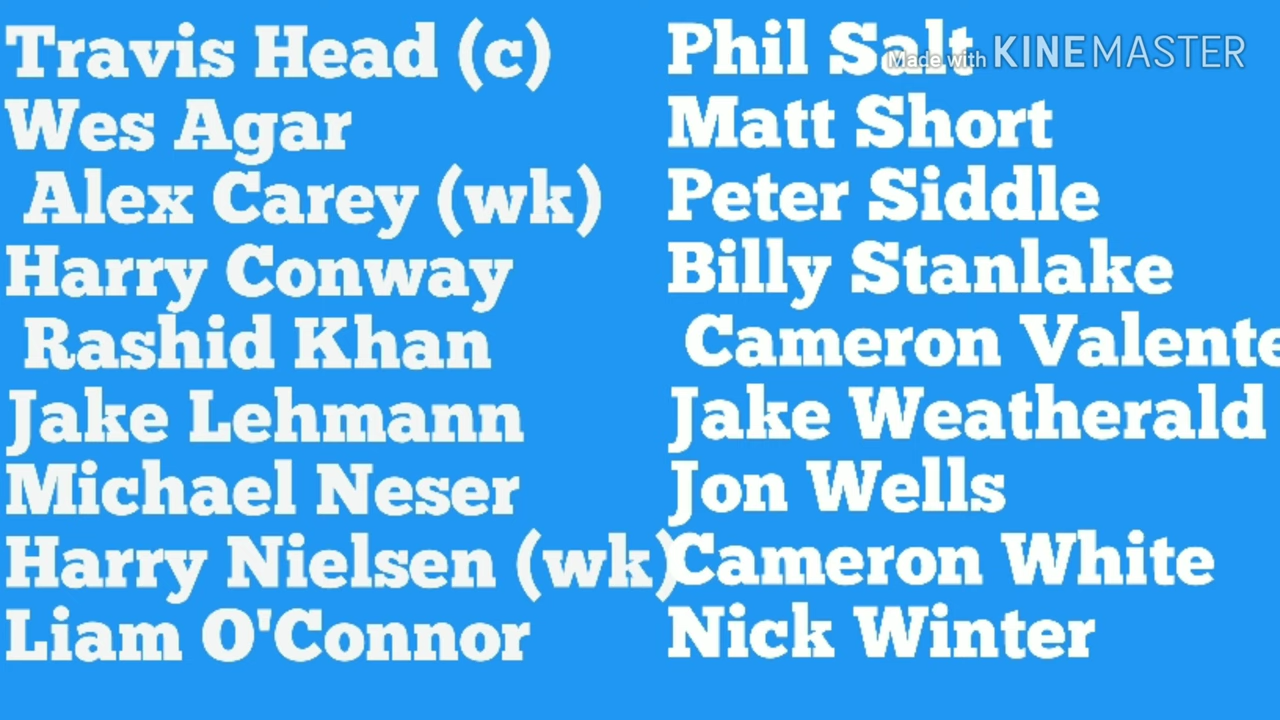 Travis Head (c)
Wes Agar
Alex Carey (wk)
Harry Conway
Rashid Khan
Jake Lehmann
Michael Neser
Harry Nielsen (wk)
Liam O'Connor
Phil Salt
Made with KINEMASTER
Matt Short
Peter Siddle
Billy Stanlake
Cameron Valente
Jake Weatherald
Jon Wells
Cameron White
Nick Winter